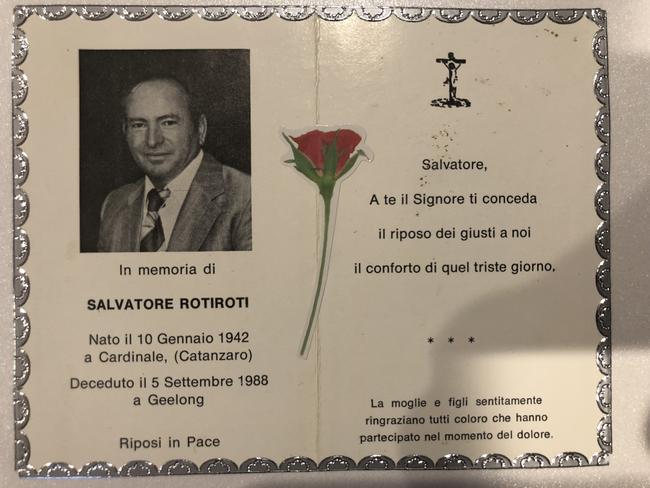 In memoria di
SALVATORE ROTIROTI
Nato il 10 Gennaio 1942
a Cardinale, (Catanzaro)
Deceduto il 5 Settembre 1988
a Geelong
Riposi in Pace
Salvatore,
A te il Signore ti conceda
il riposo dei giusti a noi
il conforto di quel triste giorno,
* * *
La moglie e figli sentitamente
ringraziano tutti coloro che hanno
partecipato nel momento del dolore.